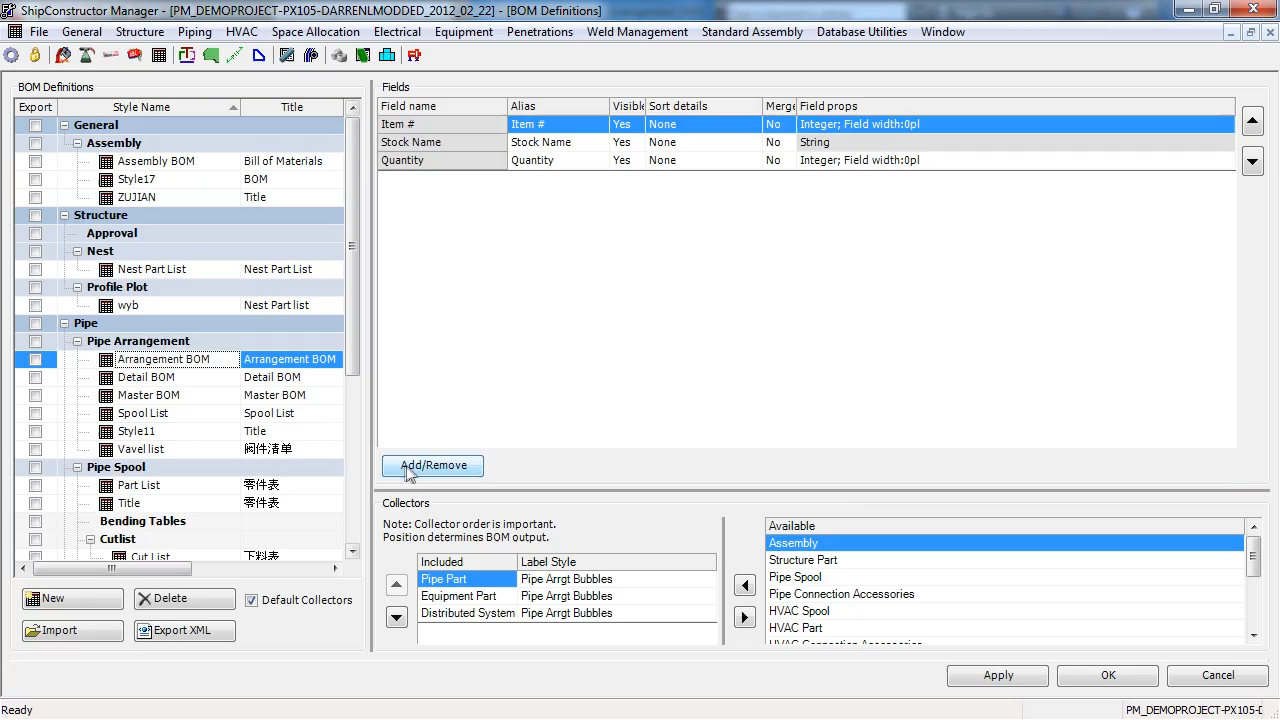 ShipConstructor Manager - [PM_DEMOPROJECT-PX105-DARRENLMODDED_2012_02_22] - [BOM Definitions]
File General Structure Piping HVAC Space Allocation Electrical Equipment Penetrations Weld Management Standard Assembly Database Utilities Window
BOM Definitions
Export Style Name Title
General
Assembly
Assembly BOM Bill of Materials
Style17 BOM
ZUJIAN Title
Structure
Approval
Nest
Nest Part List Nest Part List
Profile Plot
wyb Nest Part list
Pipe
Pipe Arrangement
Arrangement BOM Arrangement BOM
Detail BOM Detail BOM
Master BOM Master BOM
Spool List Spool List
Style11 Title
Vavel list 阀件清单
Pipe Spool
Part List 零件表
Title 零件表
Bending Tables
Cutlist
Cut List 下料表
New Delete Default Collectors
Import Export XML
Fields
Field name Alias Visible Sort details Merge Field props
Item # Item # Yes None No Integer; Field width:0pl
Stock Name Stock Name Yes None No String
Quantity Quantity Yes None No Integer; Field width:0pl
Add/Remove
Collectors
Note: Collector order is important.
Position determines BOM output.
Included Label Style
Pipe Part Pipe Arrgt Bubbles
Equipment Part Pipe Arrgt Bubbles
Distributed System Pipe Arrgt Bubbles
Available
Assembly
Structure Part
Pipe Spool
Pipe Connection Accessories
HVAC Spool
HVAC Part
HVAC Connection Accessories
Apply OK Cancel
Ready PM_DEMOPROJECT-PX105-D